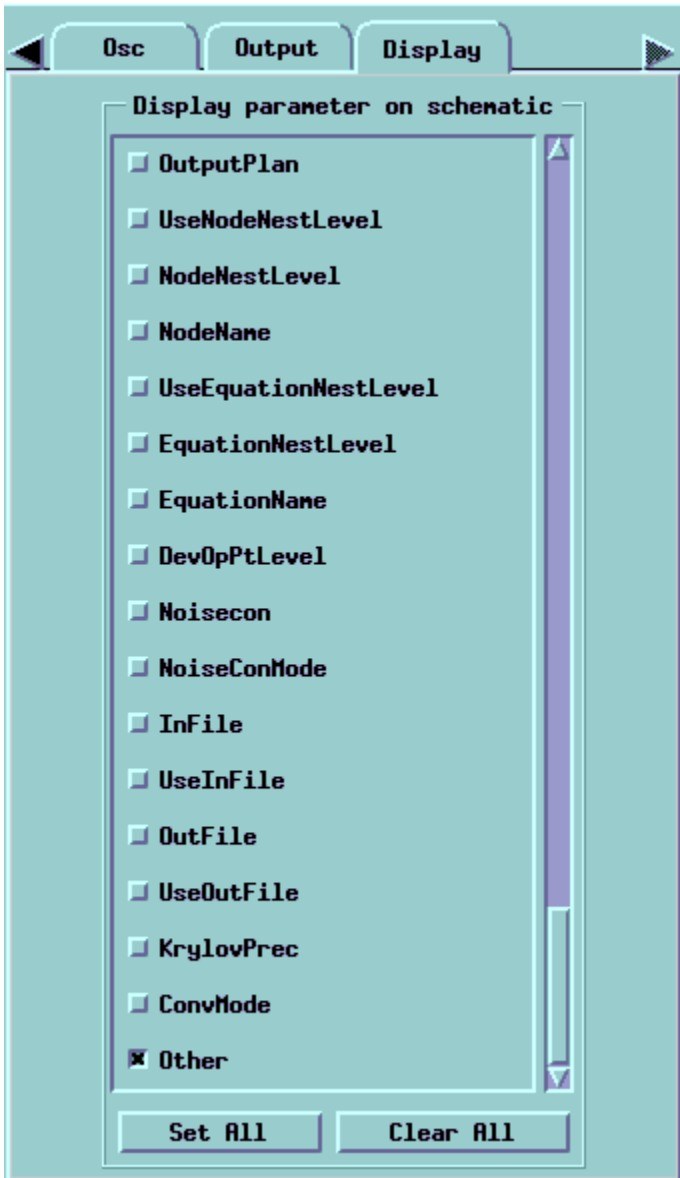 Osc Output Display
Display parameter on schematic
OutputPlan
UseNodeNestLevel
NodeNestLevel
NodeName
UseEquationNestLevel
EquationNestLevel
EquationName
DevOpPtLevel
Noisecon
NoiseConMode
InFile
UseInFile
OutFile
UseOutFile
KrylovPrec
ConvMode
Other
Set All Clear All